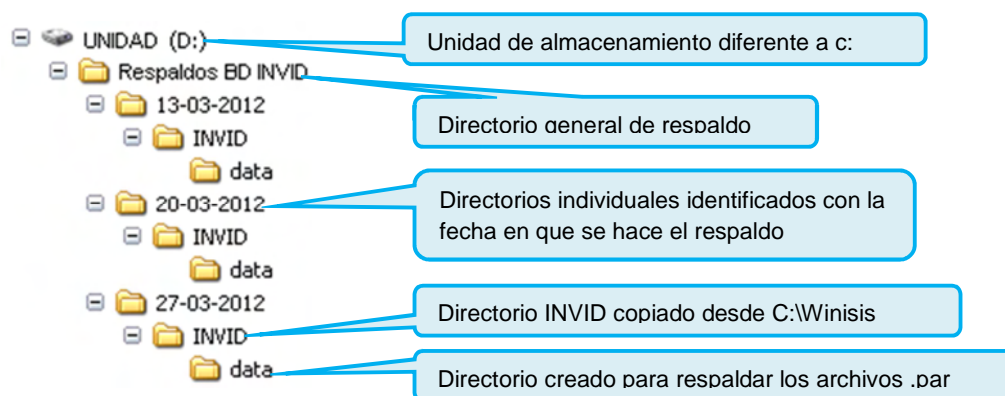 UNIDAD (D:)
Unidad de almacenamiento diferente a c:
Respaldos BD INVID
13-03-2012
Directorio general de respaldo
INVID
data
20-03-2012
Directorios individuales identificados con la
fecha en que se hace el respaldo
INVID
data
27-03-2012
Directorio INVID copiado desde C:\Winisis
INVID
data
Directorio creado para respaldar los archivos .par